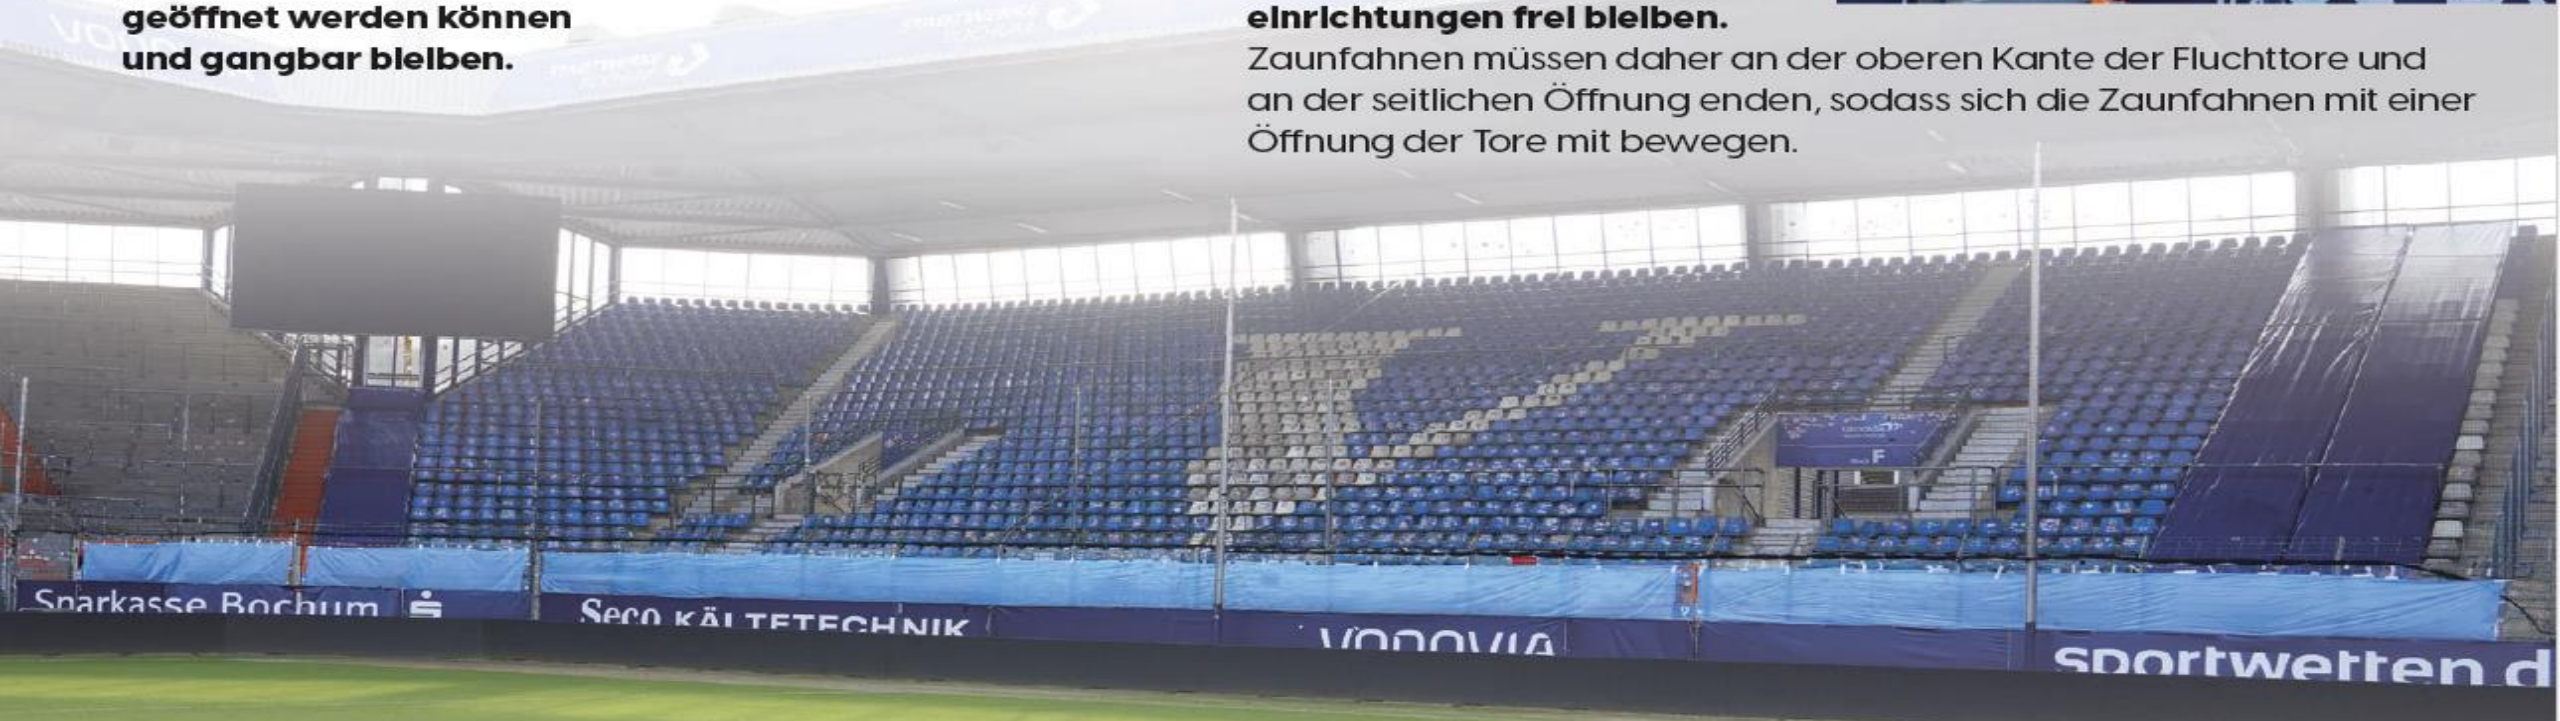 geöffnet werden können
und gangbar bleiben.
einrichtungen frei bleiben.
Zaunfahnen müssen daher an der oberen Kante der Fluchttore und
an der seitlichen Öffnung enden, sodass sich die Zaunfahnen mit einer
Öffnung der Tore mit bewegen.
F
Sparkasse Bochum
Seco KÄLTETECHNIK
VONOVIA
sportwetten.d